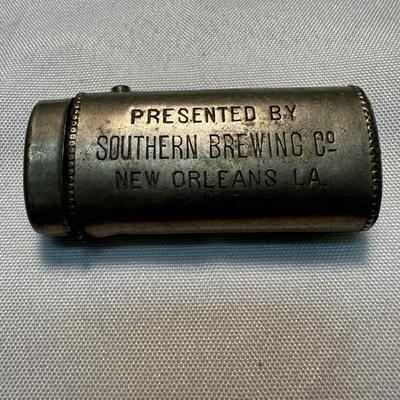 PRESENTED BY
SOUTHERN BREWING Cº
NEW ORLEANS LA.